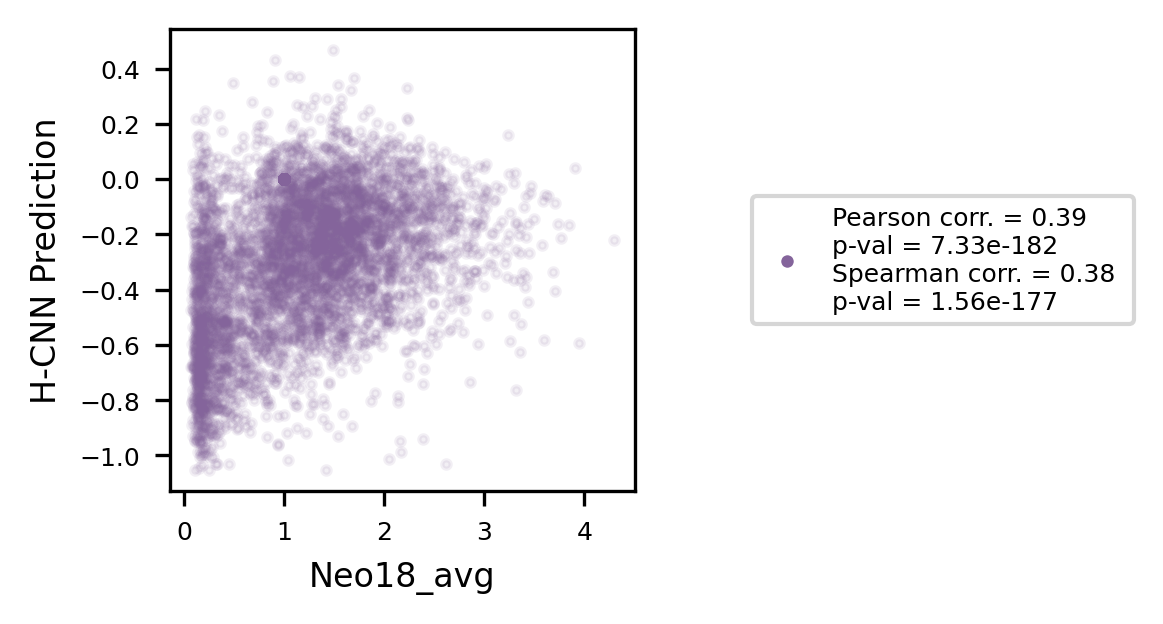 0.4
0.2
0.0
−0.2
−0.4
−0.6
−0.8
−1.0
H-CNN Prediction
0 1 2 3 4
Neo18_avg
Pearson corr. = 0.39
p-val = 7.33e-182
Spearman corr. = 0.38
p-val = 1.56e-177